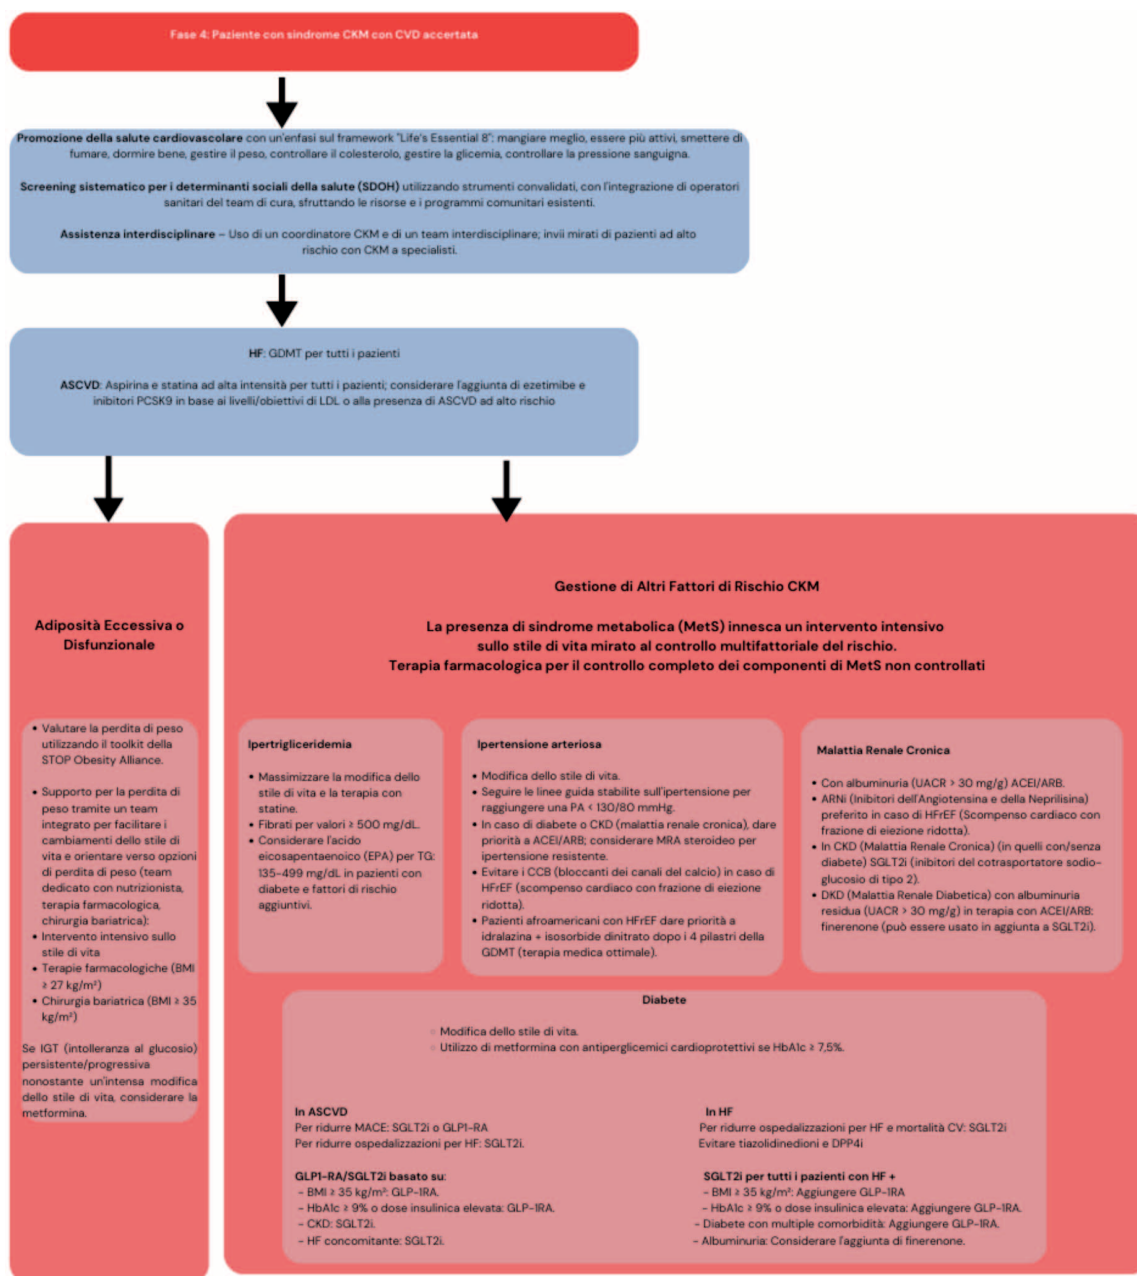 Fase 4: Paziente con sindrome CKM con CVD accertata
Promozione della salute cardiovascolare con un'enfasi sul framework "Life's Essential 8": mangiare meglio, essere più attivi, smettere di
fumare, dormire bene, gestire il peso, controllare il colesterolo, gestire la glicemia, controllare la pressione sanguigna.
Screening sistematico per i determinanti sociali della salute (SDOH) utilizzando strumenti convalidati, con l'integrazione di operatori
sanitari del team di cura, sfruttando le risorse e i programmi comunitari esistenti.
Assistenza interdisciplinare – Uso di un coordinatore CKM e di un team interdisciplinare; invii mirati di pazienti ad alto
rischio con CKM a specialisti.
HF: GDMT per tutti i pazienti
ASCVD: Aspirina e statina ad alta intensità per tutti i pazienti; considerare l'aggiunta di ezetimibe e
inibitori PCSK9 in base ai livelli/obiettivi di LDL o alla presenza di ASCVD ad alto rischio
Adiposità Eccessiva o
Disfunzionale
• Valutare la perdita di peso
utilizzando il toolkit della
STOP Obesity Alliance.
• Supporto per la perdita di
peso tramite un team
integrato per facilitare i
cambiamenti dello stile di
vita e orientare verso opzioni
di perdita di peso (team
dedicato con nutrizionista,
terapia farmacologica,
chirurgia bariatrica):
• Intervento intensivo sullo
stile di vita
• Terapie farmacologiche (BMI
≥ 27 kg/m²)
• Chirurgia bariatrica (BMI ≥ 35
kg/m²)
Se IGT (intolleranza al glucosio)
persistente/progressiva
nonostante un'intensa modifica
dello stile di vita, considerare la
metformina.
Gestione di Altri Fattori di Rischio CKM
La presenza di sindrome metabolica (MetS) innesca un intervento intensivo
sullo stile di vita mirato al controllo multifattoriale del rischio.
Terapia farmacologica per il controllo completo dei componenti di MetS non controllati
Ipertrigliceridemia
• Massimizzare la modifica dello
stile di vita e la terapia con
statine.
• Fibrati per valori ≥ 500 mg/dL.
• Considerare l'acido
eicosapentaenoico (EPA) per TG:
135-499 mg/dL in pazienti con
diabete e fattori di rischio
aggiuntivi.
Ipertensione arteriosa
• Modifica dello stile di vita.
• Seguire le linee guida stabilite sull'ipertensione per
raggiungere una PA < 130/80 mmHg.
• In caso di diabete o CKD (malattia renale cronica), dare
priorità a ACEI/ARB; considerare MRA steroideo per
ipertensione resistente.
• Evitare i CCB (bloccanti dei canali del calcio) in caso di
HFrEF (scompenso cardiaco con frazione di eiezione
ridotta).
• Pazienti afroamericani con HFrEF dare priorità a
idralazina + isosorbide dinitrato dopo i 4 pilastri della
GDMT (terapia medica ottimale).
Malattia Renale Cronica
• Con albuminuria (UACR > 30 mg/g) ACEI/ARB.
• ARNi (Inibitori dell'Angiotensina e della Neprilisina)
preferito in caso di HFrEF (Scompenso cardiaco con
frazione di eiezione ridotta).
• In CKD (Malattia Renale Cronica) (in quelli con/senza
diabete) SGLT2i (inibitori del cotrasportatore sodio-
glucosio di tipo 2).
• DKD (Malattia Renale Diabetica) con albuminuria
residua (UACR > 30 mg/g) in terapia con ACEI/ARB:
finerenone (può essere usato in aggiunta a SGLT2i).
Diabete
Modifica dello stile di vita.
Utilizzo di metformina con antiperglicemici cardioprotettivi se HbA1c ≥ 7,5%.
In ASCVD
Per ridurre MACE: SGLT2i o GLP1-RA
Per ridurre ospedalizzazioni per HF: SGLT2i.
GLP1-RA/SGLT2i basato su:
- BMI ≥ 35 kg/m²: GLP-1RA.
- HbA1c ≥ 9% o dose insulinica elevata: GLP-1RA.
- CKD: SGLT2i.
- HF concomitante: SGLT2i.
In HF
Per ridurre ospedalizzazioni per HF e mortalità CV: SGLT2i
Evitare tiazolidinedioni e DPP4i
SGLT2i per tutti i pazienti con HF +
- BMI ≥ 35 kg/m²: Aggiungere GLP-1RA
- HbA1c ≥ 9% o dose insulinica elevata: Aggiungere GLP-1RA.
- Diabete con multiple comorbidità: Aggiungere GLP-1RA.
- Albuminuria: Considerare l'aggiunta di finerenone.